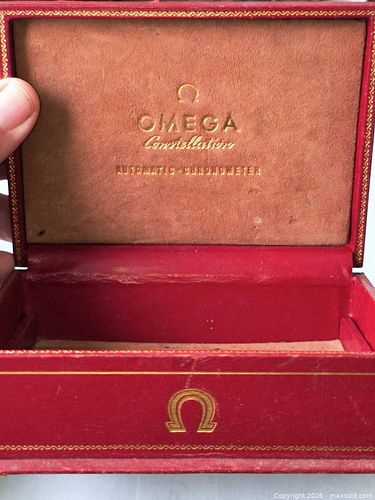 Ω
OMEGA
Constellation
AUTOMATIC-CHRONOMETER
Ω
Copyright 2026 - maxsold.com